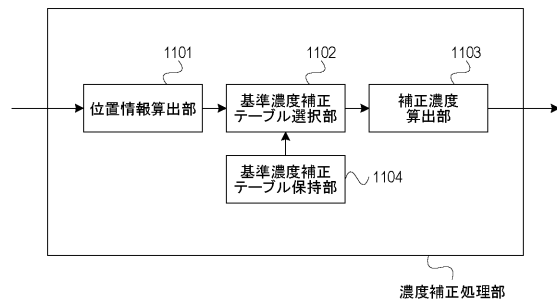 1101
1102
1103
位置情報算出部
基準濃度補正
テーブル選択部
補正濃度
算出部
基準濃度補正
テーブル保持部
1104
濃度補正処理部